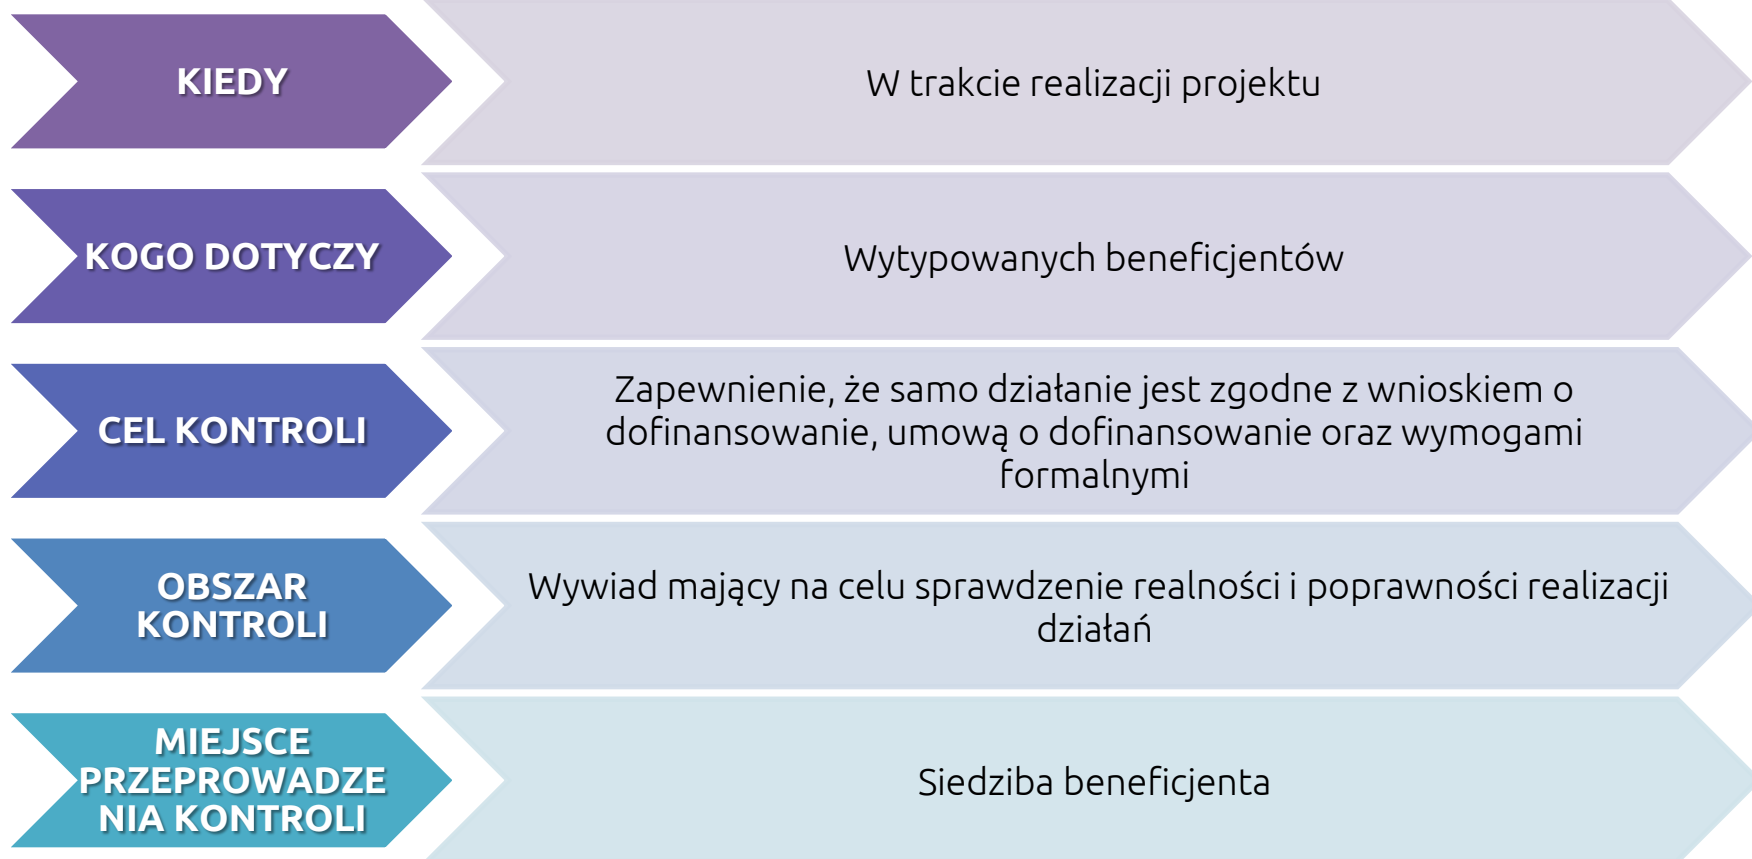 KIEDY
W trakcie realizacji projektu
KOGO DOTYCZY
Wytypowanych beneficjentów
CEL KONTROLI
Zapewnienie, że samo działanie jest zgodne z wnioskiem o
dofinansowanie, umową o dofinansowanie oraz wymogami
formalnymi
OBSZAR
KONTROLI
Wywiad mający na celu sprawdzenie realności i poprawności realizacji
działań
MIEJSCE
PRZEPROWADZE
NIA KONTROLI
Siedziba beneficjenta